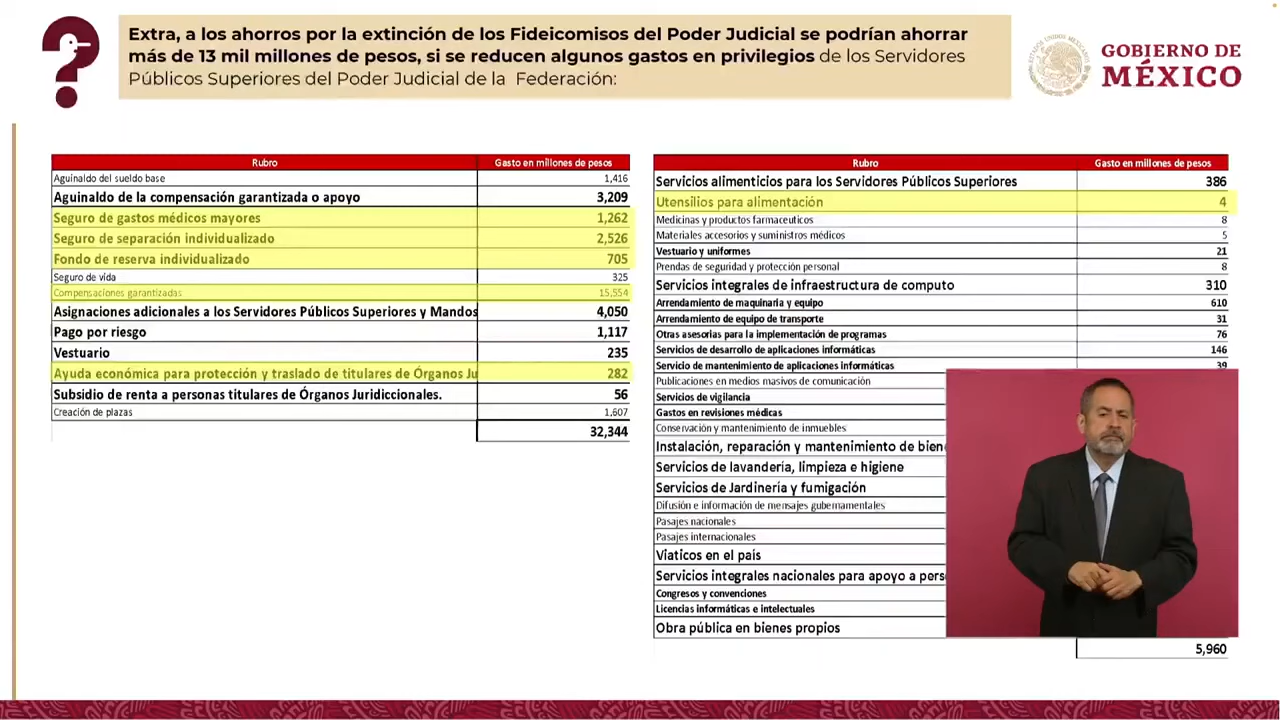 Extra, a los ahorros por la extinción de los Fideicomisos del Poder Judicial se podrían ahorrar
más de 13 mil millones de pesos, si se reducen algunos gastos en privilegios de los Servidores
Públicos Superiores del Poder Judicial de la Federación:
GOBIERNO DE
MÉXICO
Rubro Gasto en millones de pesos
Aguinaldo del sueldo base 1,416
Aguinaldo de la compensación garantizada o apoyo 3,209
Seguro de gastos médicos mayores 1,262
Seguro de separación individualizado 2,526
Fondo de reserva individualizado 705
Seguro de vida 325
Compensaciones garantizadas 15,554
Asignaciones adicionales a los Servidores Públicos Superiores y Mandos 4,050
Pago por riesgo 1,117
Vestuario 235
Ayuda económica para protección y traslado de titulares de Órganos Ju 282
Subsidio de renta a personas titulares de Órganos Juridiccionales. 56
Creación de plazas 1,607
32,344
Rubro Gasto en millones de pesos
Servicios alimenticios para los Servidores Públicos Superiores 386
Utensilios para alimentación 4
Medicinas y productos farmaceuticos 8
Materiales accesorios y suministros médicos 5
Vestuario y uniformes 21
Prendas de seguridad y protección personal 8
Servicios integrales de infraestructura de computo 310
Arrendamiento de maquinaria y equipo 610
Arrendamiento de equipo de transporte 31
Otras asesorias para la implementación de programas 76
Servicios de desarrollo de aplicaciones informáticas 146
Servicio de mantenimiento de aplicaciones informáticas 39
Publicaciones en medios masivos de comunicación
Servicios de vigilancia
Gastos en revisiones médicas
Conservación y mantenimiento de inmuebles
Instalación, reparación y mantenimiento de bien
Servicios de lavandería, limpieza e higiene
Servicios de Jardinería y fumigación
Difusión e información de mensajes gubernamentales
Pasajes nacionales
Pasajes internacionales
Viaticos en el país
Servicios integrales nacionales para apoyo a pers
Congresos y convenciones
Licencias informáticas e intelectuales
Obra pública en bienes propios
5,960